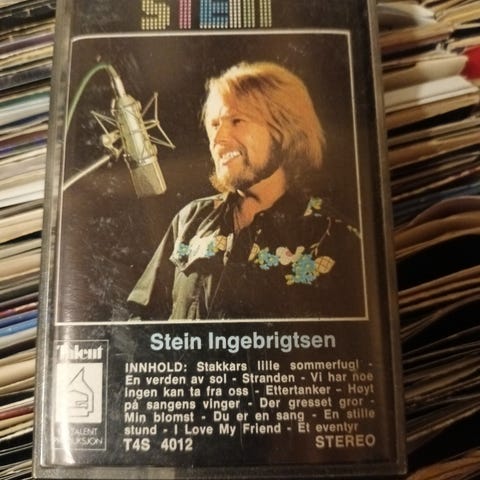 STEIN
Stein Ingebrigtsen
Talent
INNHOLD: Stakkars lille sommerfugl -
En verden av sol - Stranden - Vi har noe
ingen kan ta fra oss - Ettertanker - Høyt
på sangens vinger - Der gresset gror -
Min blomst - Du er en sang - En stille
stund - I Love My Friend - Et eventyr
TALENT
PRODUKSJON
T4S 4012
STEREO